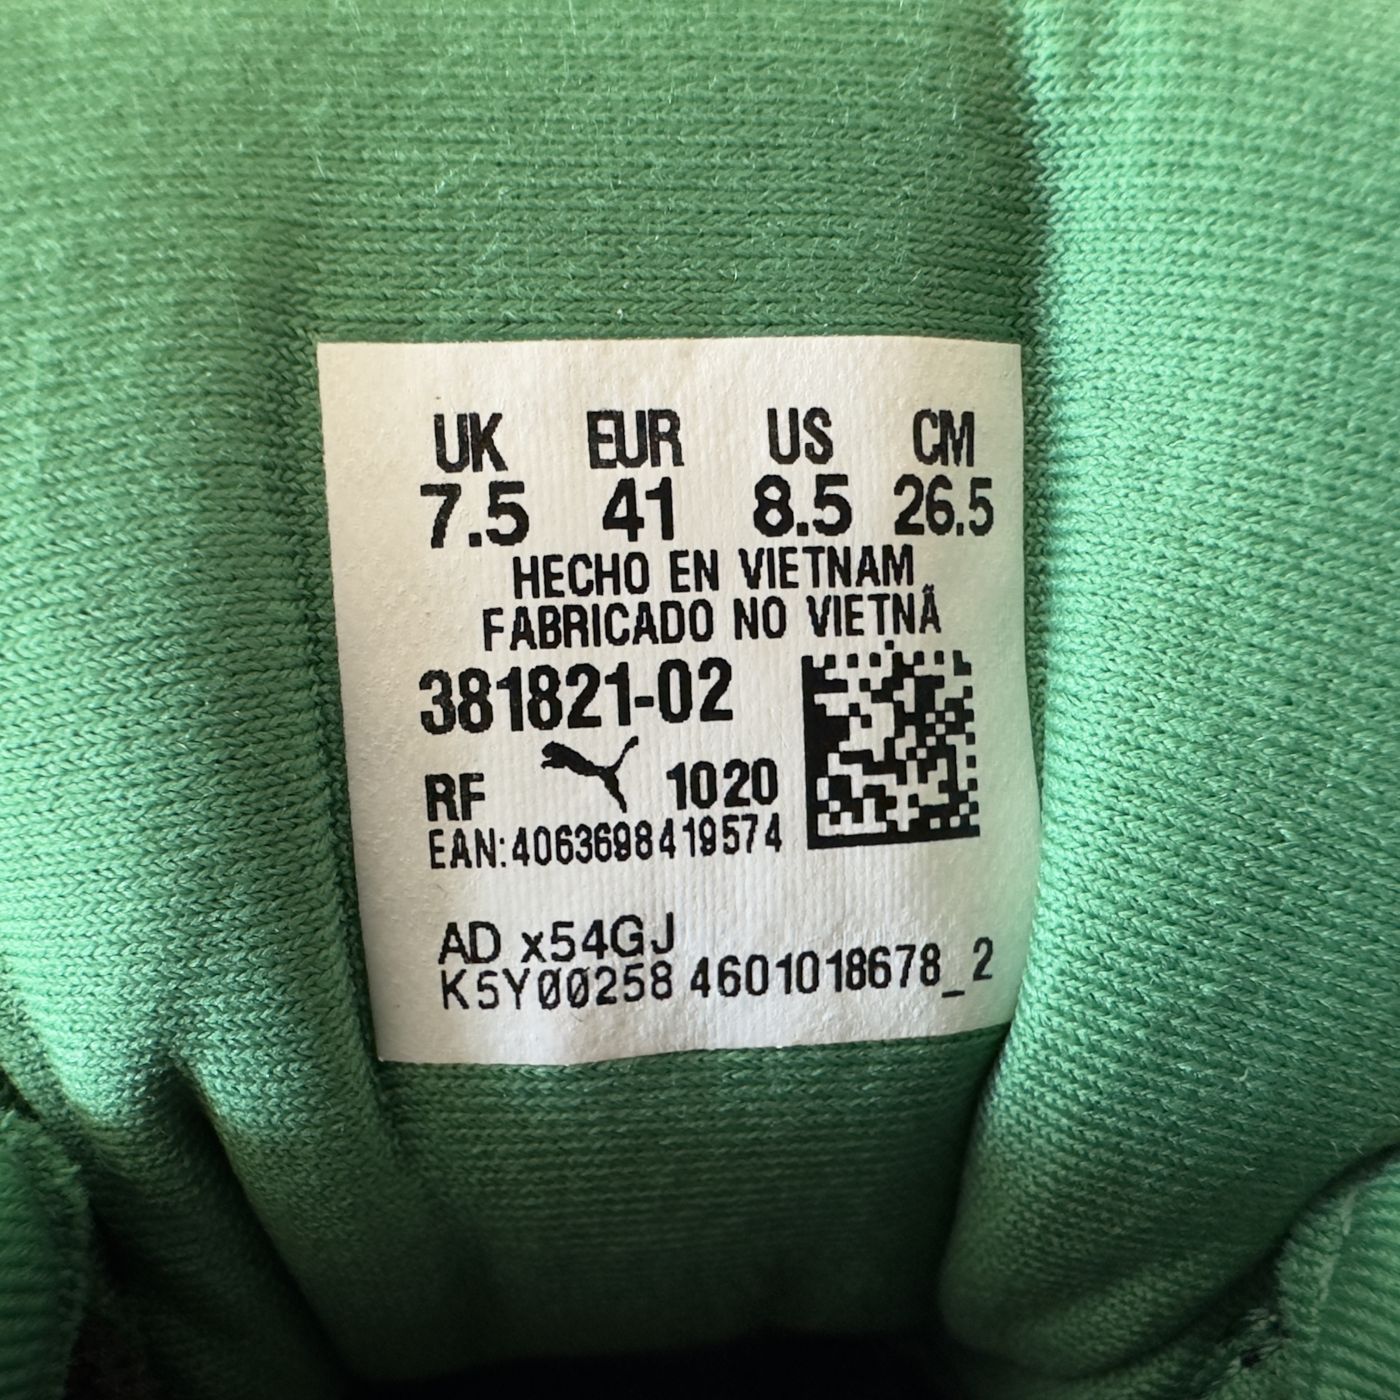 UK EUR US CM
7.5 41 8.5 26.5
HECHO EN VIETNAM
FABRICADO NO VIETNÃ
381821-02
RF 1020
EAN:4063698419574
AD x54GJ
K5Y00258 4601018678_2